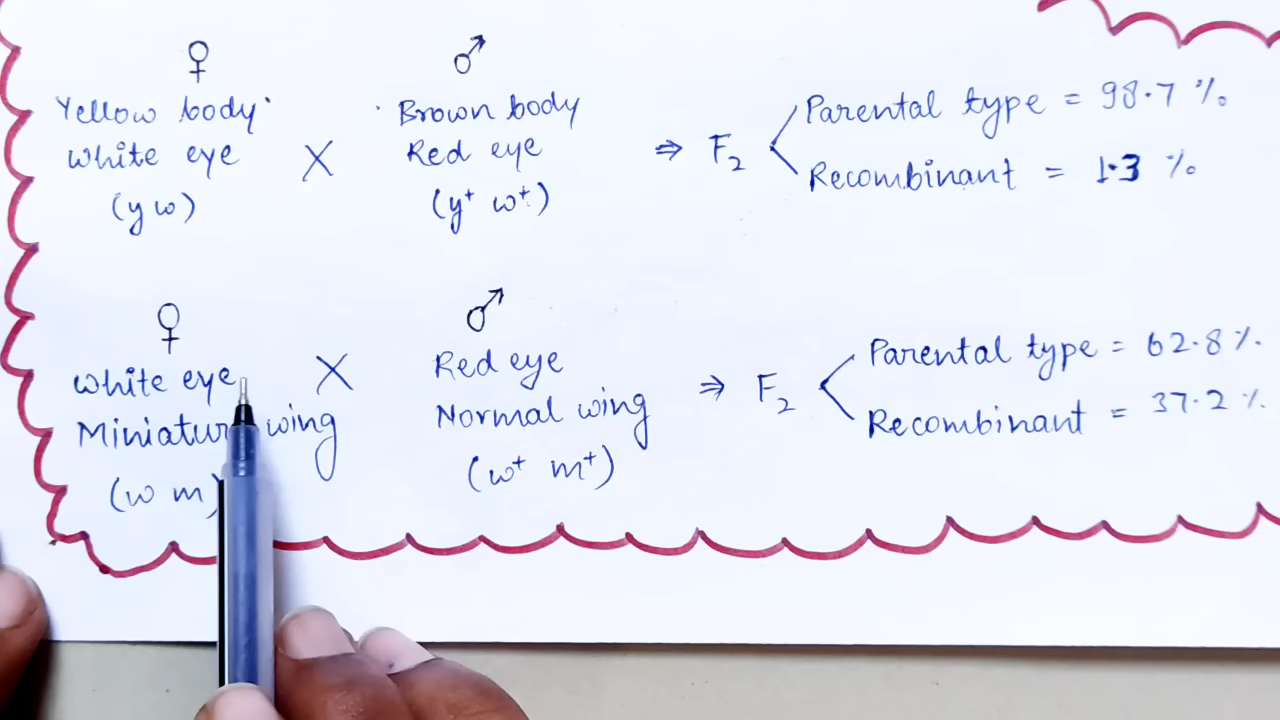 ♀ ♂
Yellow body Brown body
White eye X Red eye ⇒ F2 Parental type = 98.7 %
(y w) (y+ w+) Recombinant = 1.3 %
♀ ♂
White eye X Red eye ⇒ F2 Parental type = 62.8 %
Miniatur wing Normal wing Recombinant = 37.2 %
(w m) (w+ m+)